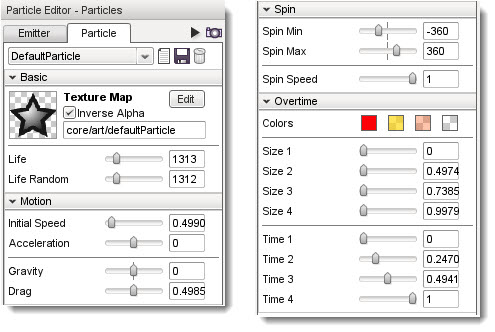 Particle Editor - Particles
Emitter Particle
DefaultParticle
Basic
Texture Map Edit
Inverse Alpha
core/art/defaultParticle
Life 1313
Life Random 1312
Motion
Initial Speed 0.4990
Acceleration 0
Gravity 0
Drag 0.4985
Spin
Spin Min -360
Spin Max 360
Spin Speed 1
Overtime
Colors
Size 1 0
Size 2 0.4974
Size 3 0.7385
Size 4 0.9979
Time 1 0
Time 2 0.2470
Time 3 0.4941
Time 4 1